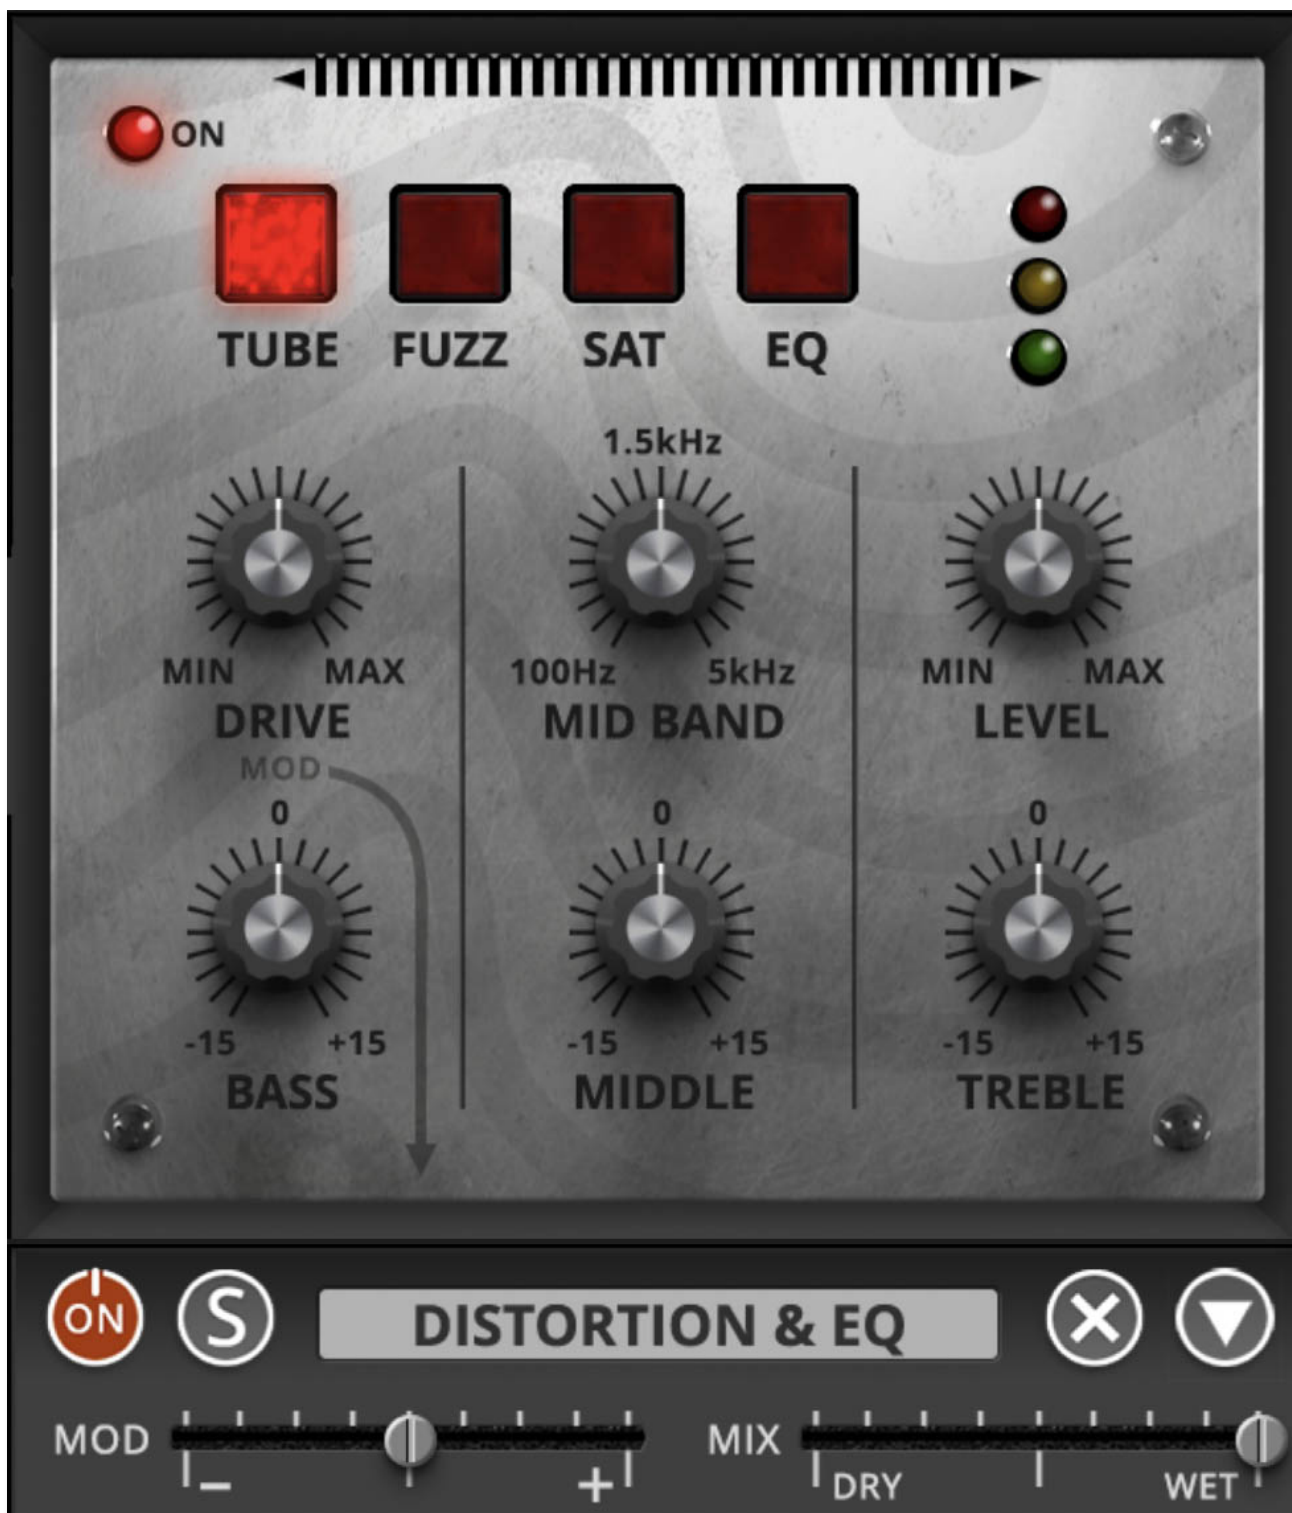 ON
TUBE FUZZ SAT EQ
1.5kHz
MIN MAX 100Hz 5kHz MIN MAX
DRIVE MID BAND LEVEL
MOD
0 0 0
-15 +15 -15 +15 -15 +15
BASS MIDDLE TREBLE
ON S DISTORTION & EQ
MOD MIX
- + DRY WET